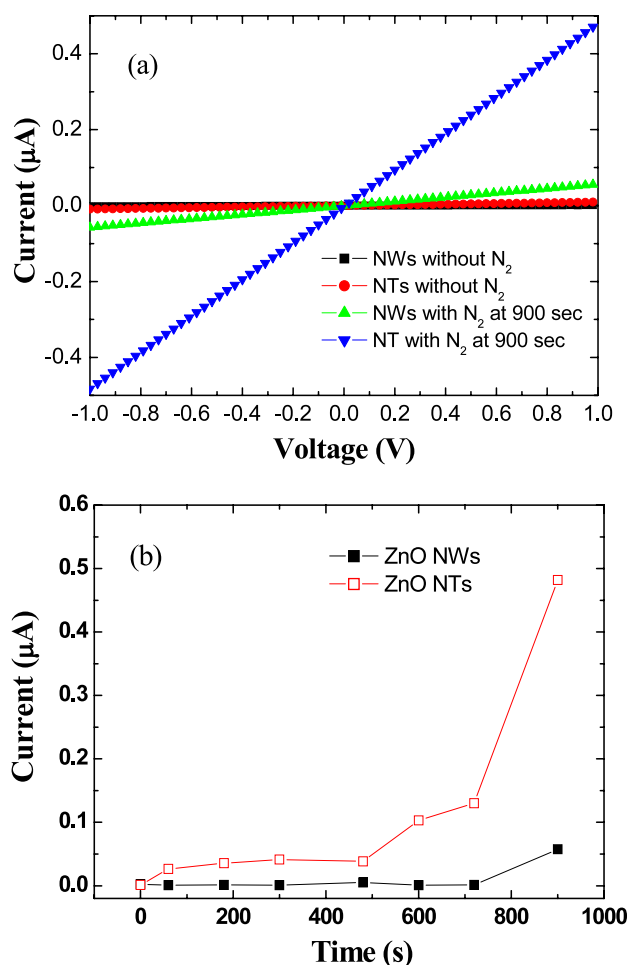 (a)
Current (µA)
0.4
0.2
0.0
-0.2
-0.4
NWs without N₂
NTs without N₂
NWs with N₂ at 900 sec
NT with N₂ at 900 sec
-1.0 -0.8 -0.6 -0.4 -0.2 0.0 0.2 0.4 0.6 0.8 1.0
Voltage (V)
(b)
Current (µA)
0.6
0.5
0.4
0.3
0.2
0.1
0.0
ZnO NWs
ZnO NTs
0 200 400 600 800 1000
Time (s)